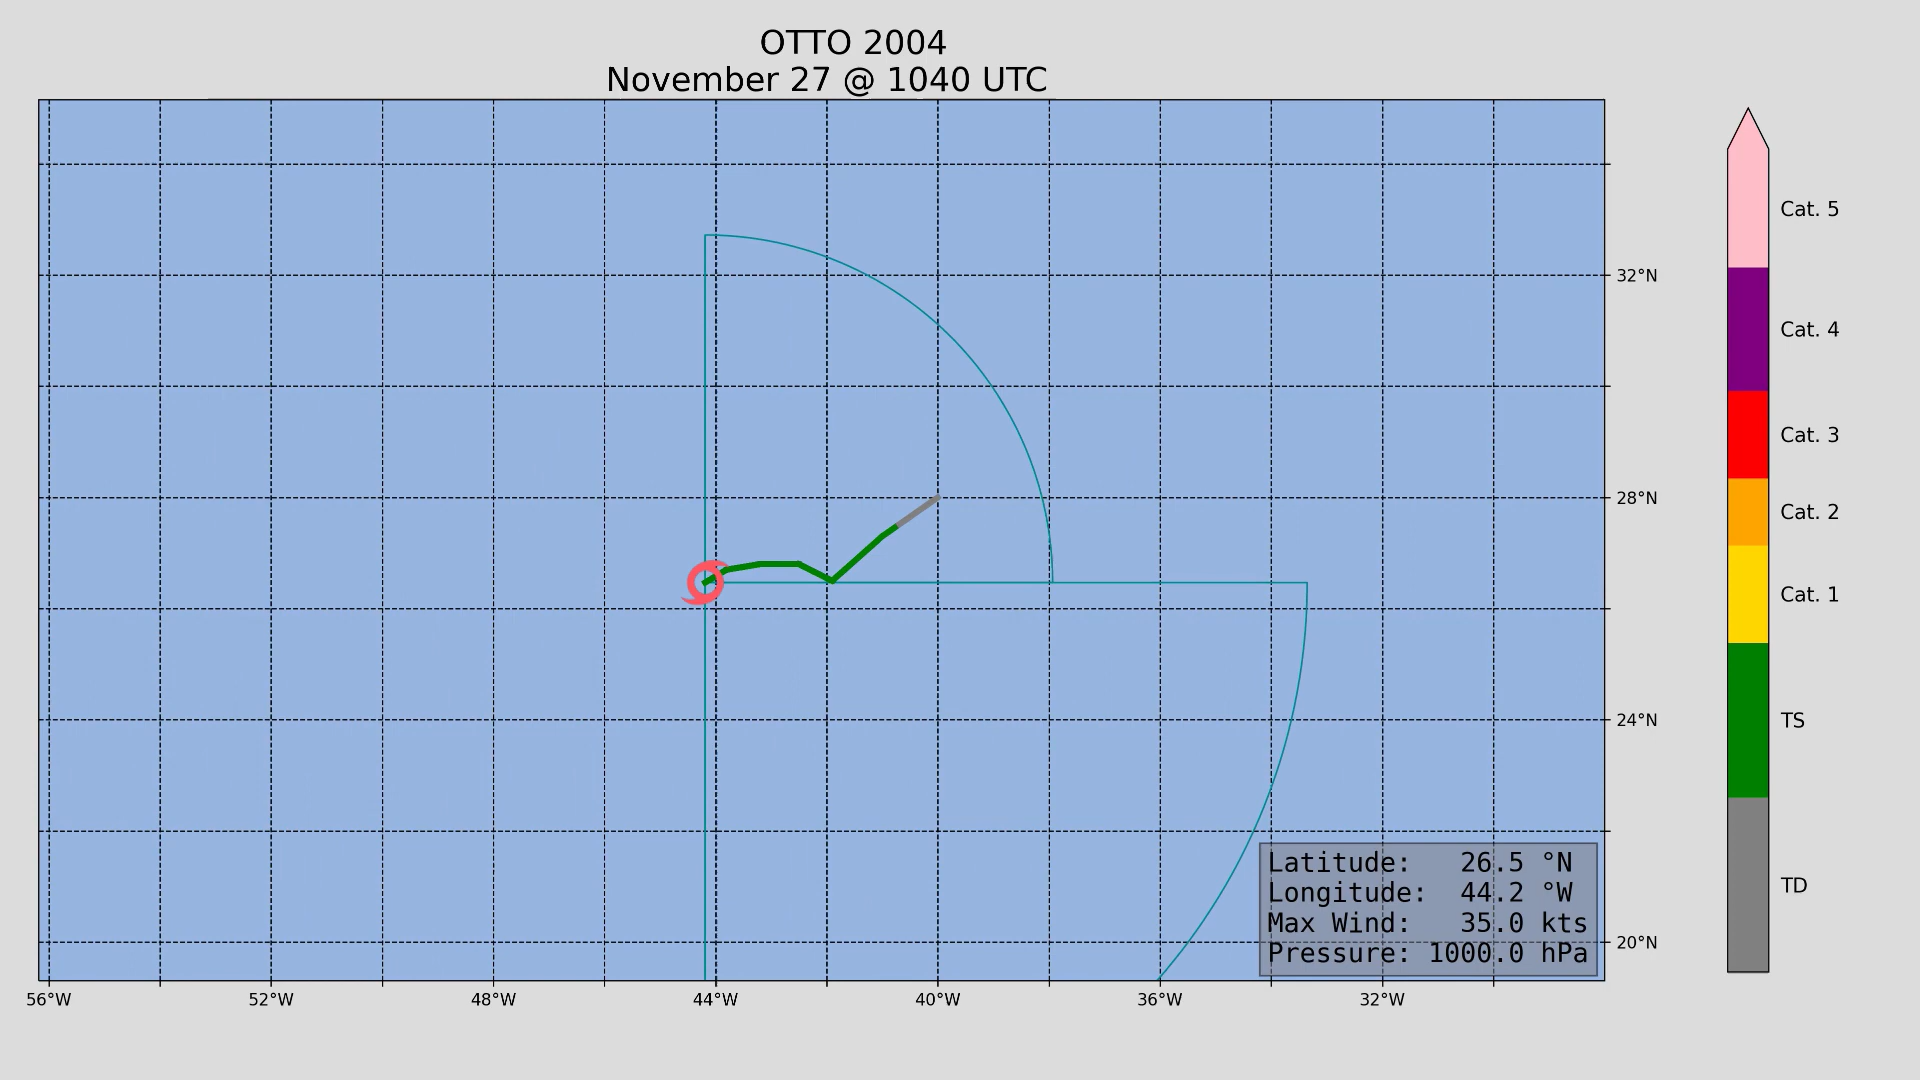 OTTO 2004
November 27 @ 1040 UTC
Cat. 5
32°N
Cat. 4
Cat. 3
28°N
Cat. 2
Cat. 1
24°N
TS
Latitude: 26.5 °N
Longitude: 44.2 °W
Max Wind: 35.0 kts
Pressure: 1000.0 hPa
TD
20°N
56°W 52°W 48°W 44°W 40°W 36°W 32°W